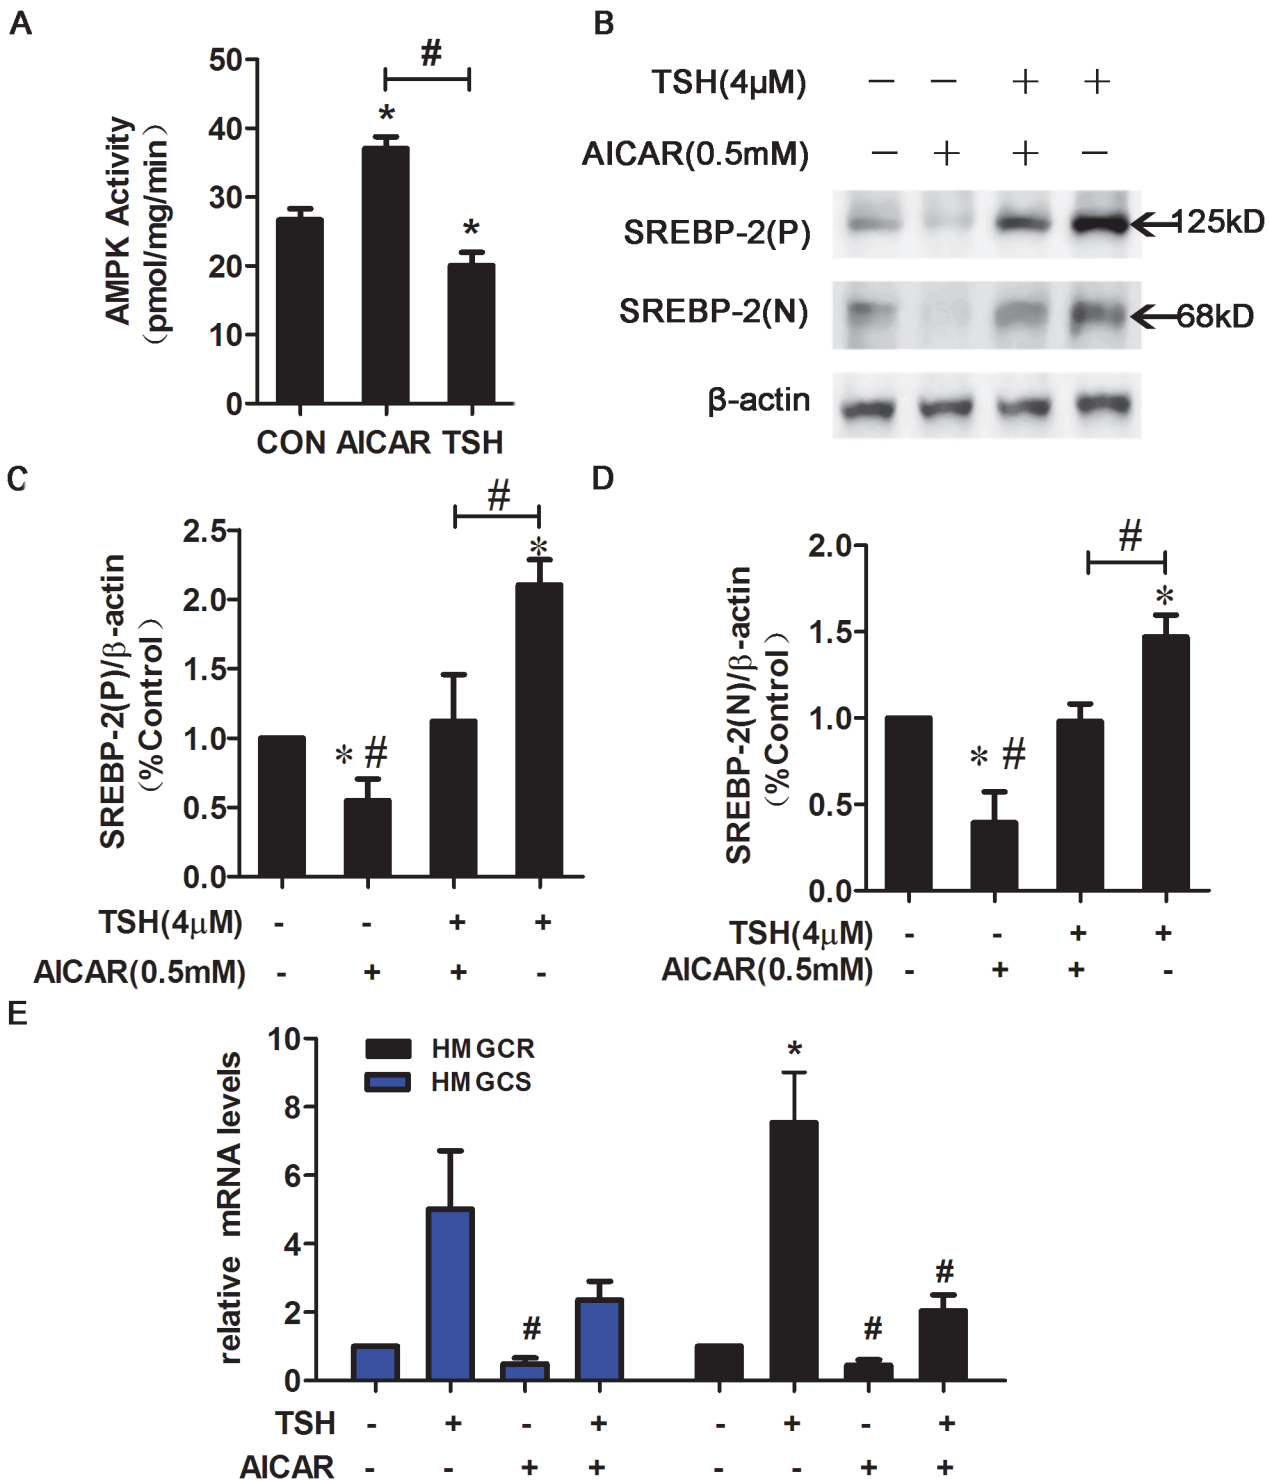 A
50
40
30
20
10
0
AMPK Activity
(pmol/mg/min)
#
*
*
CON AICAR TSH
B
TSH(4μM) — — + +
AICAR(0.5mM) — + + —
SREBP-2(P) 125kD
SREBP-2(N) 68kD
β-actin
C
2.5
2.0
1.5
1.0
0.5
0.0
SREBP-2(P)/β-actin
(%Control)
#
*
* #
TSH(4μM) - - + +
AICAR(0.5mM) - + + -
D
2.0
1.5
1.0
0.5
0.0
SREBP-2(N)/β-actin
(%Control)
#
*
* #
TSH(4μM) - - + +
AICAR(0.5mM) - + + -
E
10
8
6
4
2
0
relative mRNA levels
HMGCR
HMGCS
*
#
#
#
TSH - + - + - + - +
AICAR - - + + - - + +